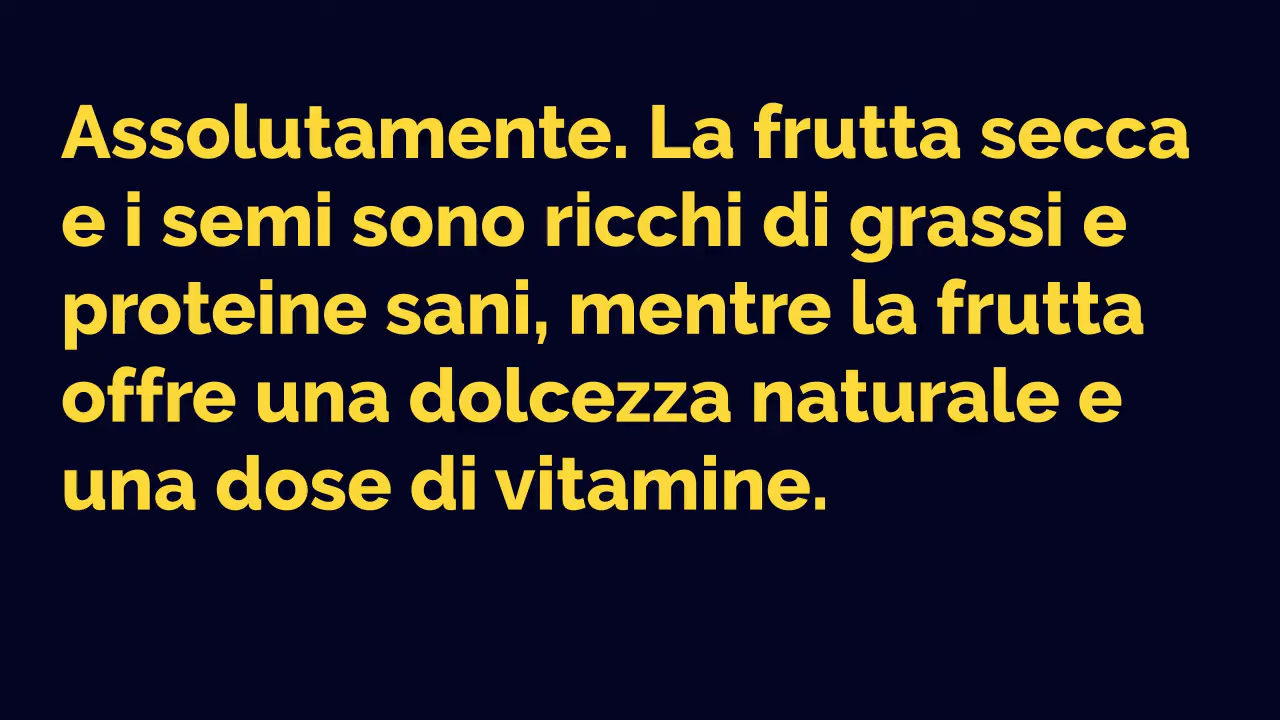 Assolutamente. La frutta secca
e i semi sono ricchi di grassi e
proteine sani, mentre la frutta
offre una dolcezza naturale e
una dose di vitamine.